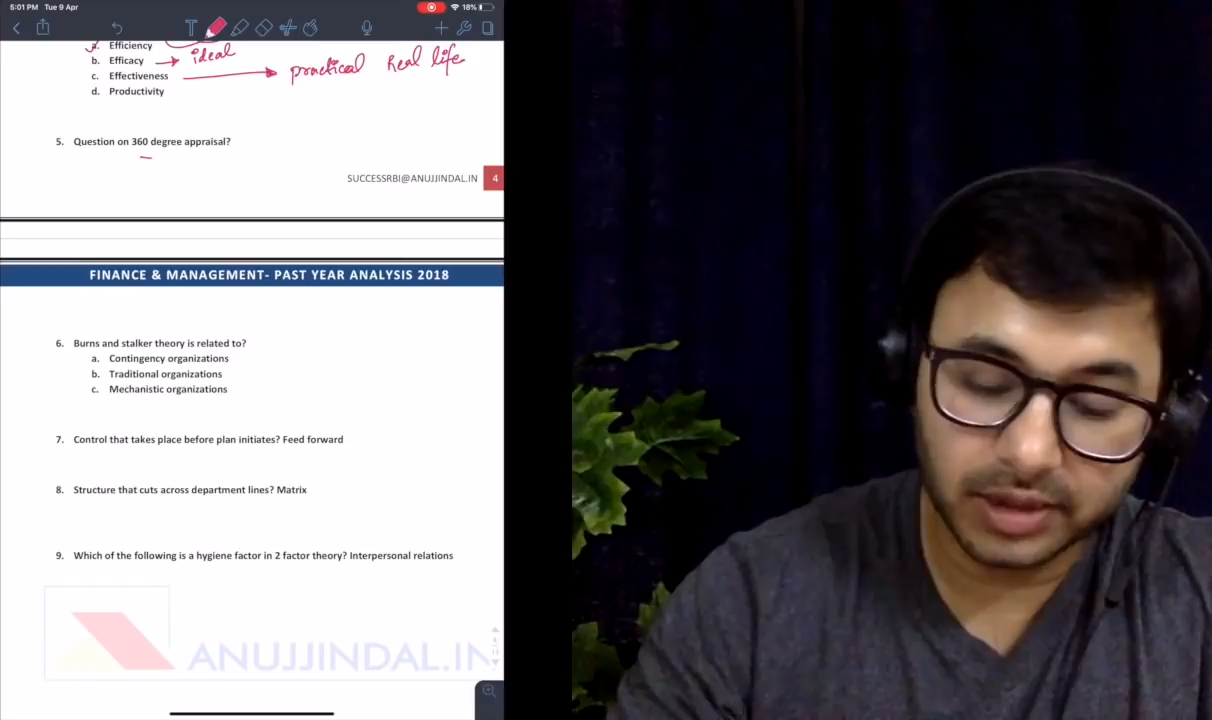 5:01 PM Tue 9 Apr 18%
T
a. Efficiency
b. Efficacy → ideal
c. Effectiveness → practical Real life
d. Productivity
5. Question on 360 degree appraisal?
SUCCESSRBI@ANUJJINDAL.IN 4
FINANCE & MANAGEMENT- PAST YEAR ANALYSIS 2018
6. Burns and stalker theory is related to?
a. Contingency organizations
b. Traditional organizations
c. Mechanistic organizations
7. Control that takes place before plan initiates? Feed forward
8. Structure that cuts across department lines? Matrix
9. Which of the following is a hygiene factor in 2 factor theory? Interpersonal relations
ANUJJINDAL.IN